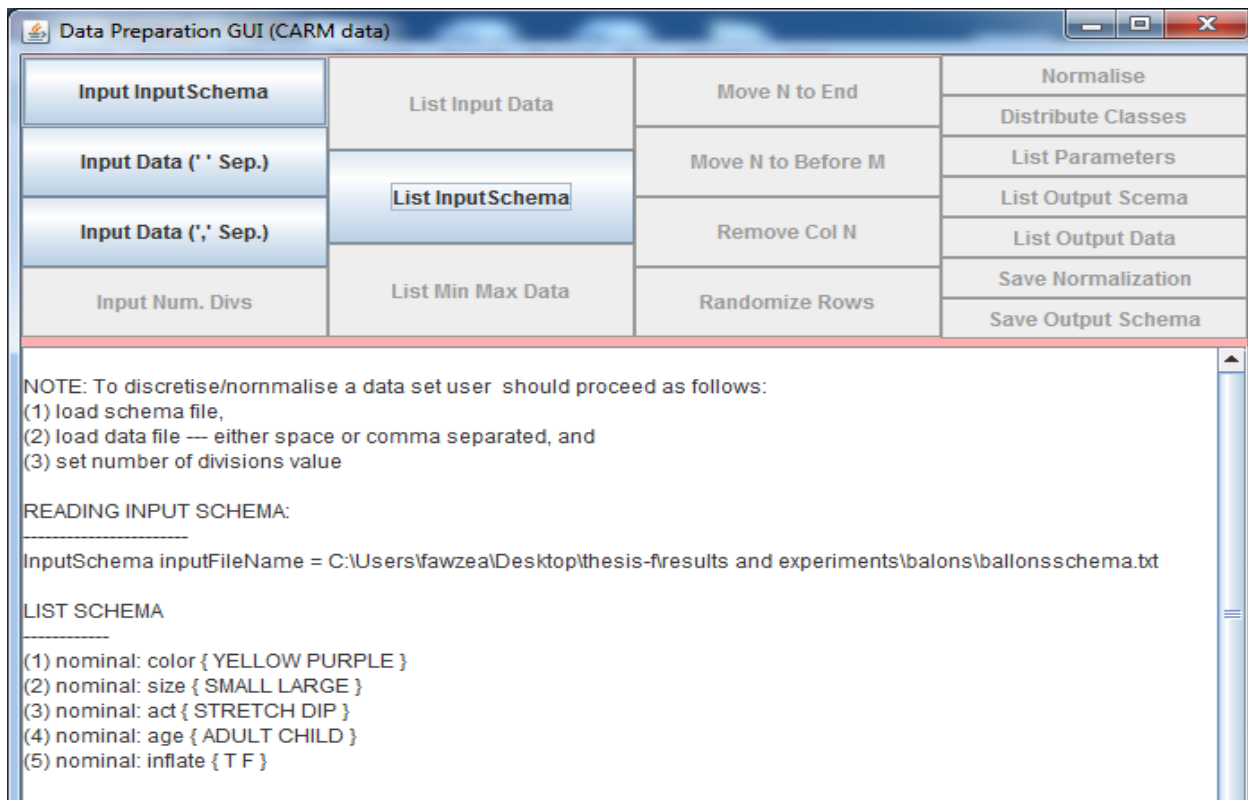 Data Preparation GUI (CARM data)
Input InputSchema
Input Data (' ' Sep.)
Input Data (',' Sep.)
Input Num. Divs
List Input Data
List InputSchema
List Min Max Data
Move N to End
Move N to Before M
Remove Col N
Randomize Rows
Normalise
Distribute Classes
List Parameters
List Output Scema
List Output Data
Save Normalization
Save Output Schema
NOTE: To discretise/nornmalise a data set user  should proceed as follows:
(1) load schema file,
(2) load data file --- either space or comma separated, and
(3) set number of divisions value
READING INPUT SCHEMA:
-----------------------
InputSchema inputFileName = C:\Users\fawzea\Desktop\thesis-f\results and experiments\balons\ballonsschema.txt
LIST SCHEMA
------------
(1) nominal: color { YELLOW PURPLE }
(2) nominal: size { SMALL LARGE }
(3) nominal: act { STRETCH DIP }
(4) nominal: age { ADULT CHILD }
(5) nominal: inflate { T F }